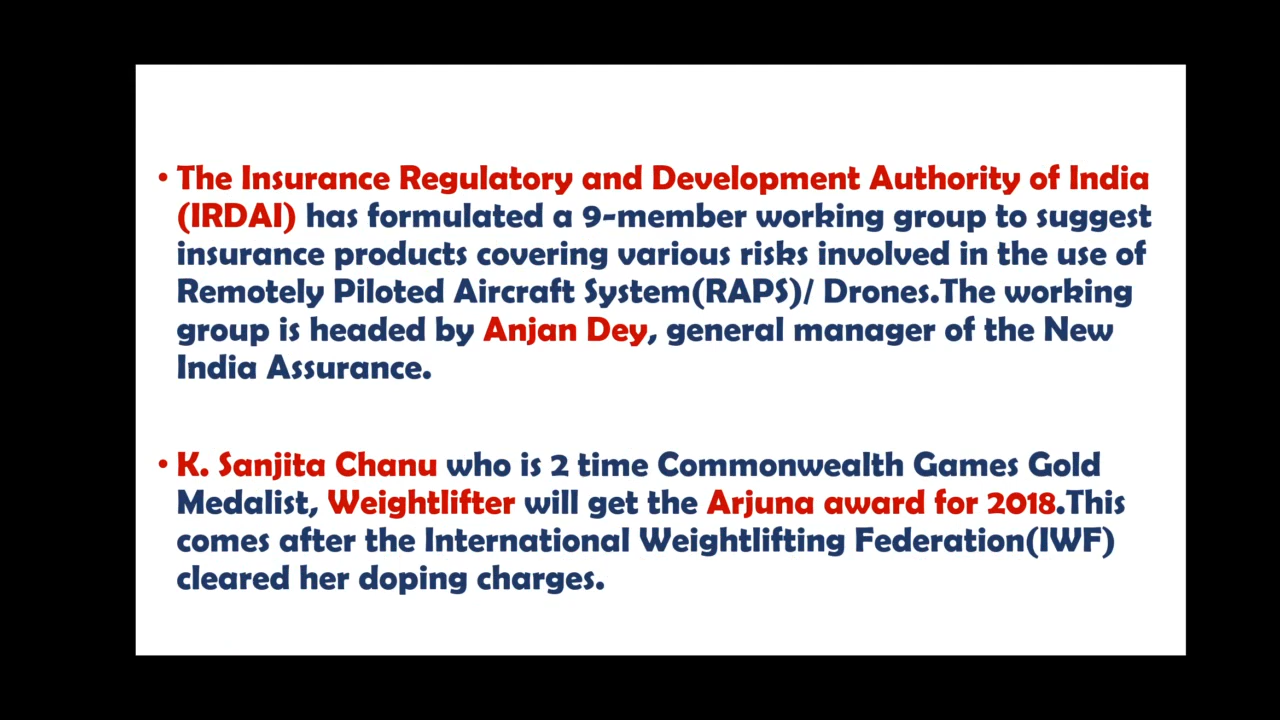 • The Insurance Regulatory and Development Authority of India
(IRDAI) has formulated a 9-member working group to suggest
insurance products covering various risks involved in the use of
Remotely Piloted Aircraft System(RAPS)/ Drones.The working
group is headed by Anjan Dey, general manager of the New
India Assurance.
• K. Sanjita Chanu who is 2 time Commonwealth Games Gold
Medalist, Weightlifter will get the Arjuna award for 2018.This
comes after the International Weightlifting Federation(IWF)
cleared her doping charges.